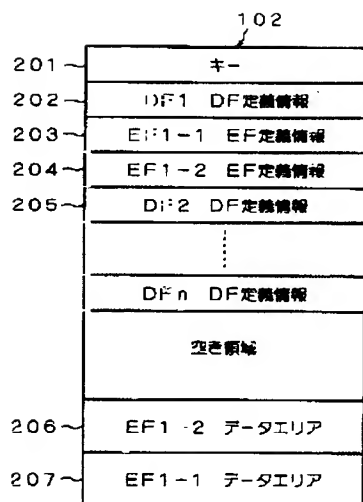 102
201 キー
202 DF1 DF定義情報
203 EF1-1 EF定義情報
204 EF1-2 EF定義情報
205 DF2 DF定義情報
DFn DF定義情報
空き領域
206 EF1-2 データエリア
207 EF1-1 データエリア